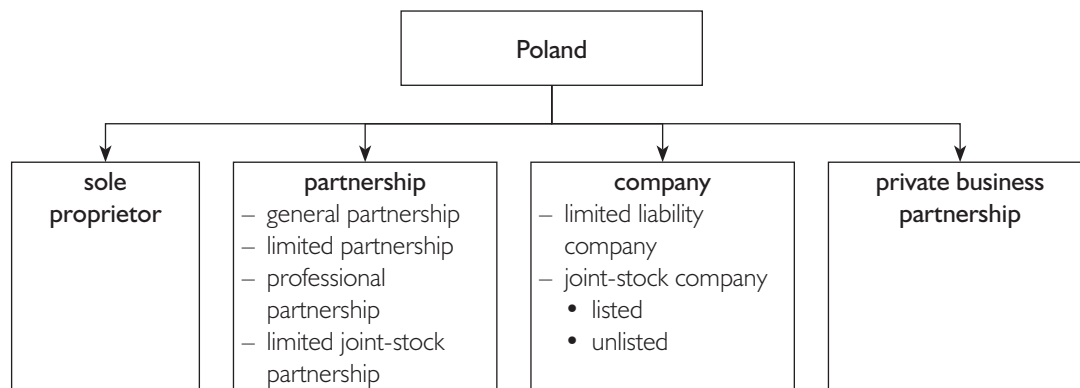 Poland
sole
proprietor
partnership
– general partnership
– limited partnership
– professional
partnership
– limited joint-stock
partnership
company
– limited liability
company
– joint-stock company
• listed
• unlisted
private business
partnership